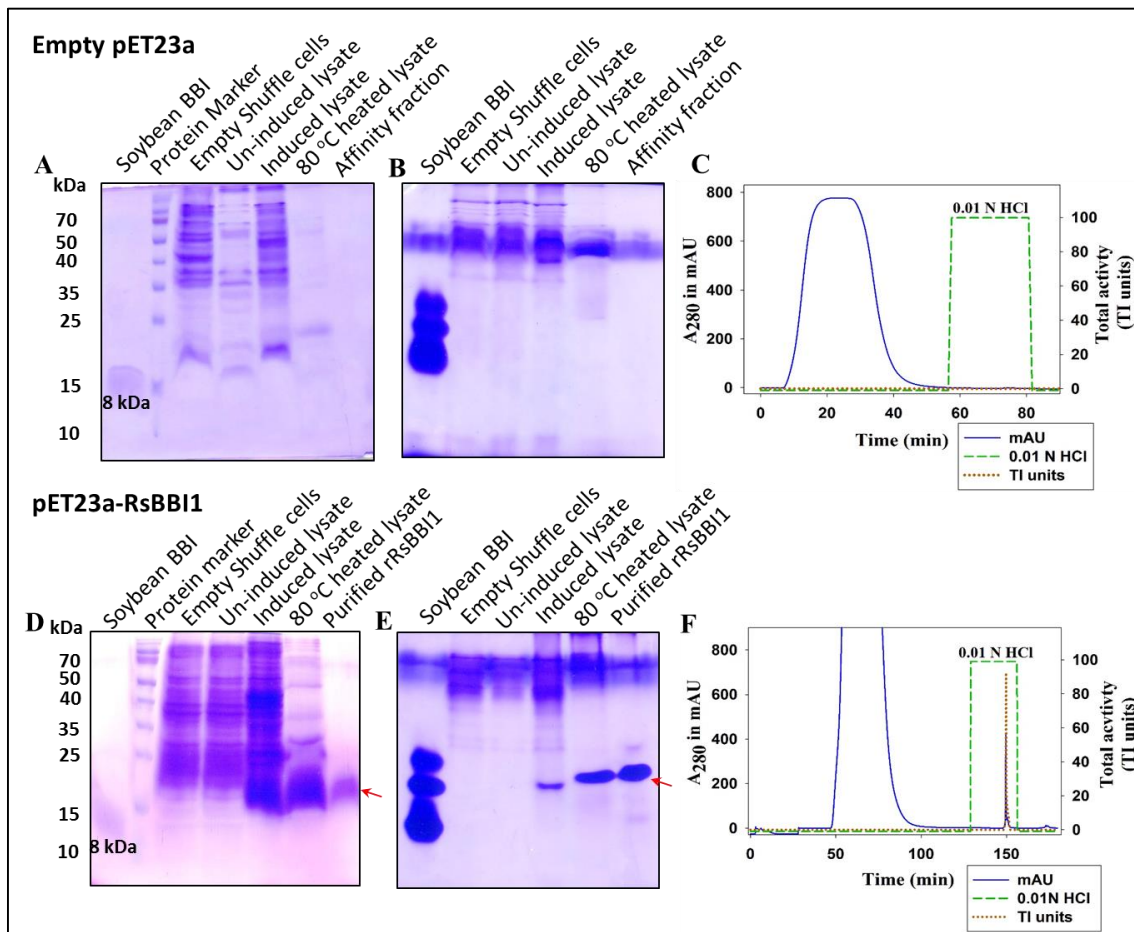 Empty pET23a
Soybean BBI
Protein Marker
Empty Shuffle cells
Un-induced lysate
Induced lysate
80 °C heated lysate
Affinity fraction
A
kDa
70
50
40
35
25
15
10
8 kDa
Soybean BBI
Empty Shuffle cells
Un-induced lysate
Induced lysate
80 °C heated lysate
Affinity fraction
B
C
A280 in mAU
800
600
400
200
0
0.01 N HCl
100
80
60
40
20
0
Total activty
(TI units)
0 20 40 60 80
Time (min)
mAU
0.01 N HCl
TI units
pET23a-RsBBI1
Soybean BBI
Protein marker
Empty Shuffle cells
Un-induced lysate
Induced lysate
80 °C heated lysate
Purified rRsBBI1
D
kDa
70
50
40
35
25
15
10
8 kDa
Soybean BBI
Empty Shuffle cells
Un-induced lysate
Induced lysate
80 °C heated lysate
Purified rRsBBI1
E
F
A280 in mAU
800
600
400
200
0
0.01 N HCl
100
80
60
40
20
0
Total acvtivty
(TI units)
0 50 100 150
Time (min)
mAU
0.01N HCl
TI units